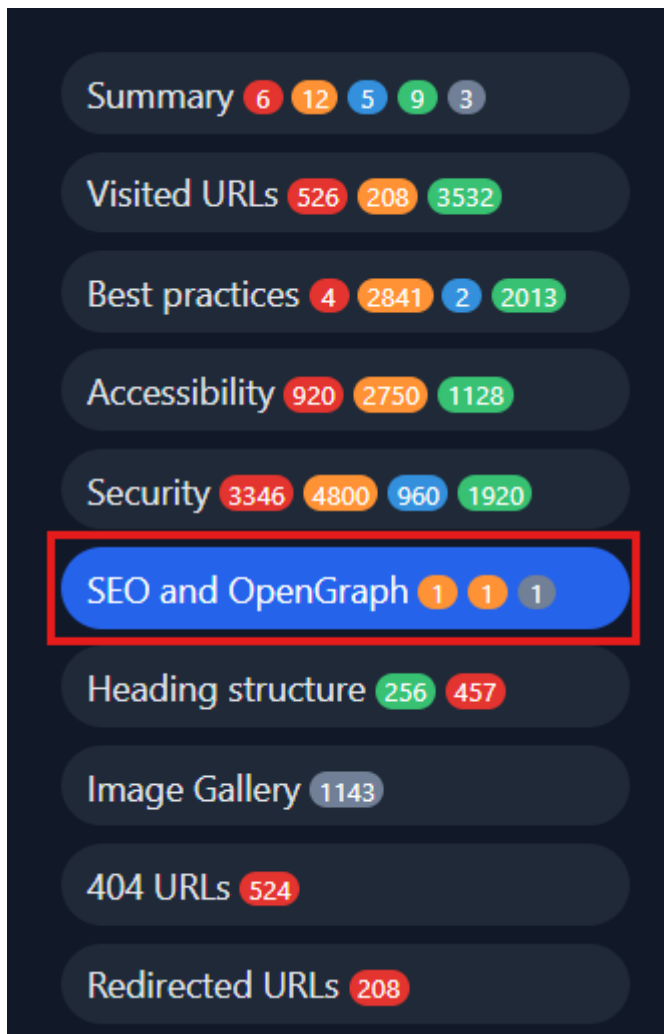 Summary 6 12 5 9 3
Visited URLs 526 208 3532
Best practices 4 2841 2 2013
Accessibility 920 2750 1128
Security 3346 4800 960 1920
SEO and OpenGraph 1 1 1
Heading structure 256 457
Image Gallery 1143
404 URLs 524
Redirected URLs 208